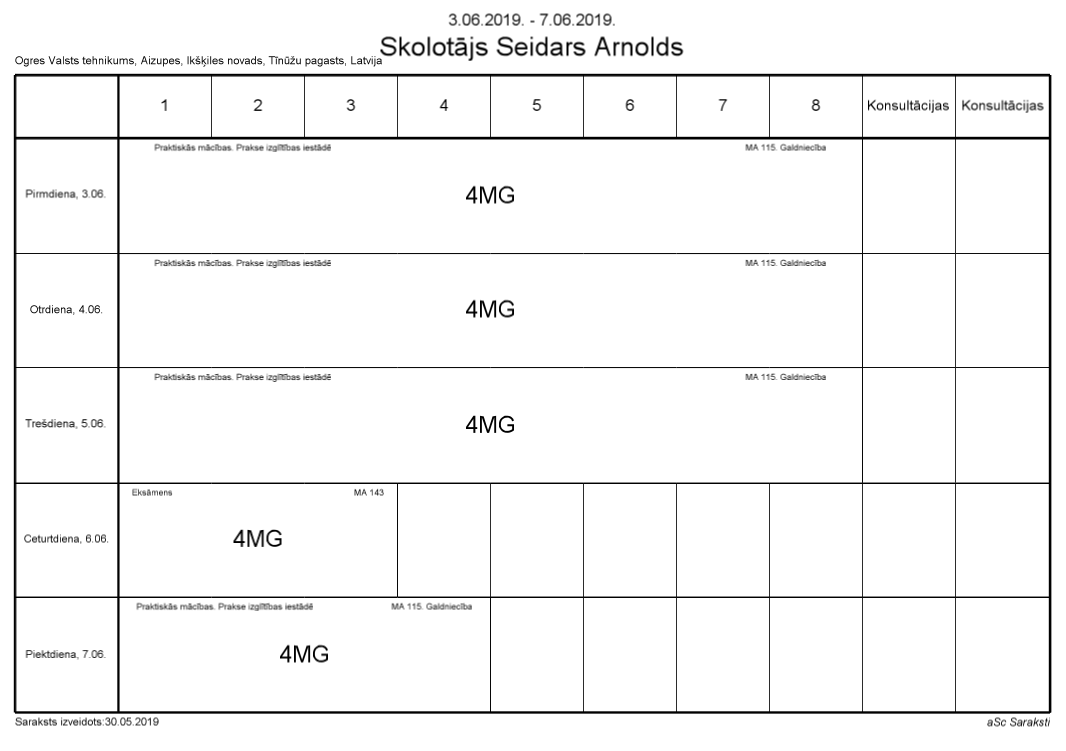 3.06.2019. - 7.06.2019.
Skolotājs Seidars Arnolds
Ogres Valsts tehnikums, Aizupes, Ikšķiles novads, Tīnūžu pagasts, Latvija
1 2 3 4 5 6 7 8 Konsultācijas Konsultācijas
Praktiskās mācības. Prakse izglītības iestādē MA 115. Galdniecība
Pirmdiena, 3.06. 4MG
Praktiskās mācības. Prakse izglītības iestādē MA 115. Galdniecība
Otrdiena, 4.06. 4MG
Praktiskās mācības. Prakse izglītības iestādē MA 115. Galdniecība
Trešdiena, 5.06. 4MG
Eksāmens MA 143
Ceturtdiena, 6.06. 4MG
Praktiskās mācības. Prakse izglītības iestādē MA 115. Galdniecība
Piektdiena, 7.06. 4MG
Saraksts izveidots:30.05.2019 aSc Saraksti